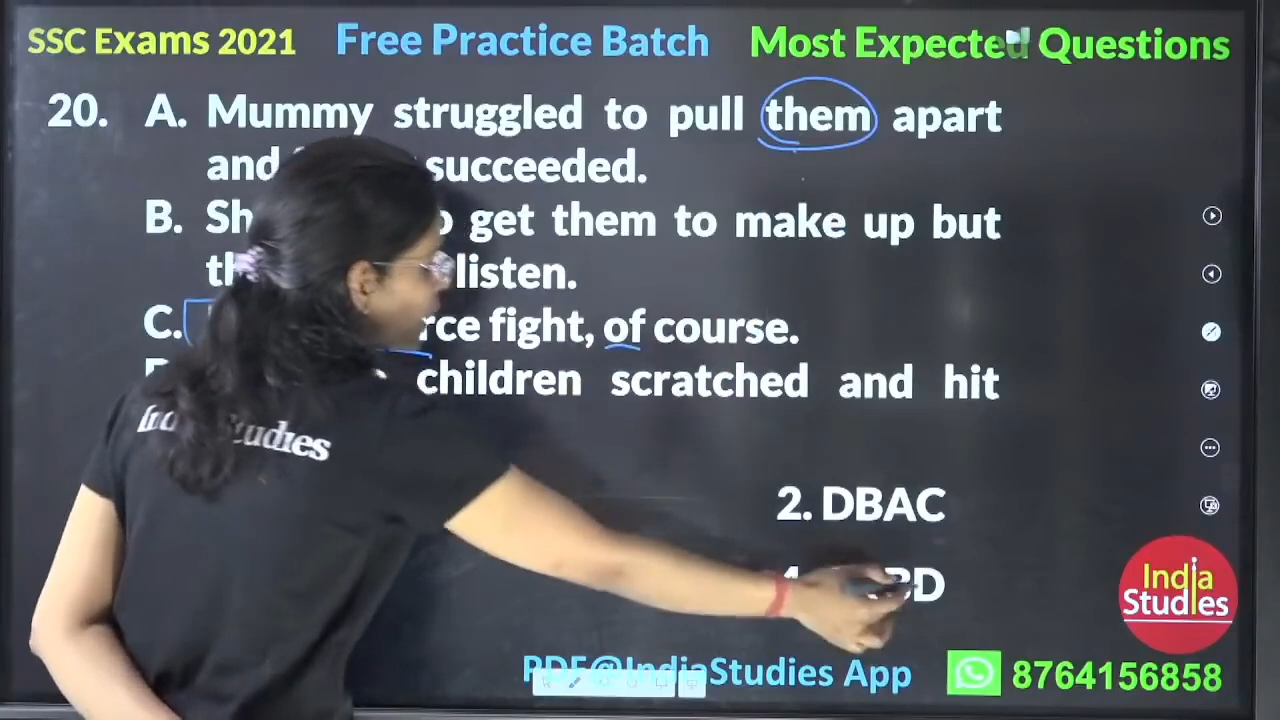 SSC Exams 2021 Free Practice Batch Most Expected Questions
20. A. Mummy struggled to pull them apart
and succeeded.
B. get them to make up but
listen.
C. fight, of course.
children scratched and hit
2. DBAC
India Studies
India
Studies
PDF@IndiaStudies App 8764156858